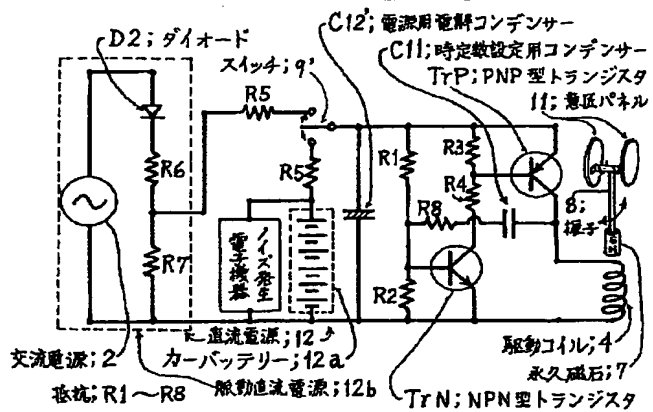 C12'; 電源用電解コンデンサー
D2; ダイオード
C11; 時定数設定用コンデンサー
スイッチ; 9'
TrP; PNP型トランジスタ
11; 意匠パネル
R5
R6
R7
R5
R1
R3
R4
R8
R2
8;
振子
ノイズ発生
電子機器
直流電源; 12
交流電源; 2
カーバッテリー; 12a
駆動コイル; 4
永久磁石; 7
抵抗; R1～R8
脈動直流電源; 12b
TrN; NPN型トランジスタ